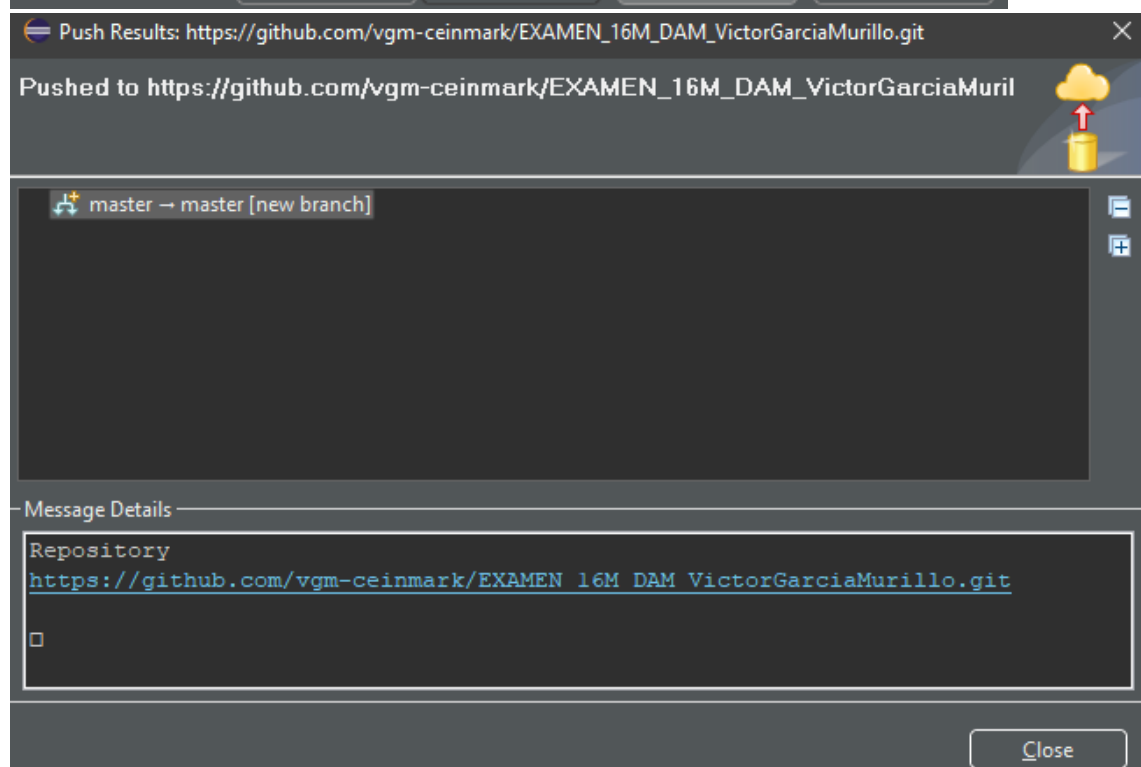 Push Results: https://github.com/vgm-ceinmark/EXAMEN_16M_DAM_VictorGarciaMurillo.git
Pushed to https://github.com/vgm-ceinmark/EXAMEN_16M_DAM_VictorGarciaMuril
master → master [new branch]
Message Details
Repository
https://github.com/vgm-ceinmark/EXAMEN_16M_DAM_VictorGarciaMurillo.git
Close